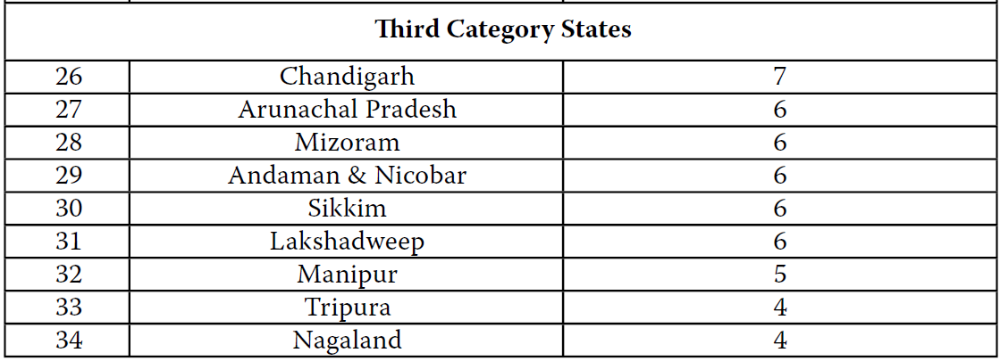 Third Category States
26 Chandigarh 7
27 Arunachal Pradesh 6
28 Mizoram 6
29 Andaman & Nicobar 6
30 Sikkim 6
31 Lakshadweep 6
32 Manipur 5
33 Tripura 4
34 Nagaland 4